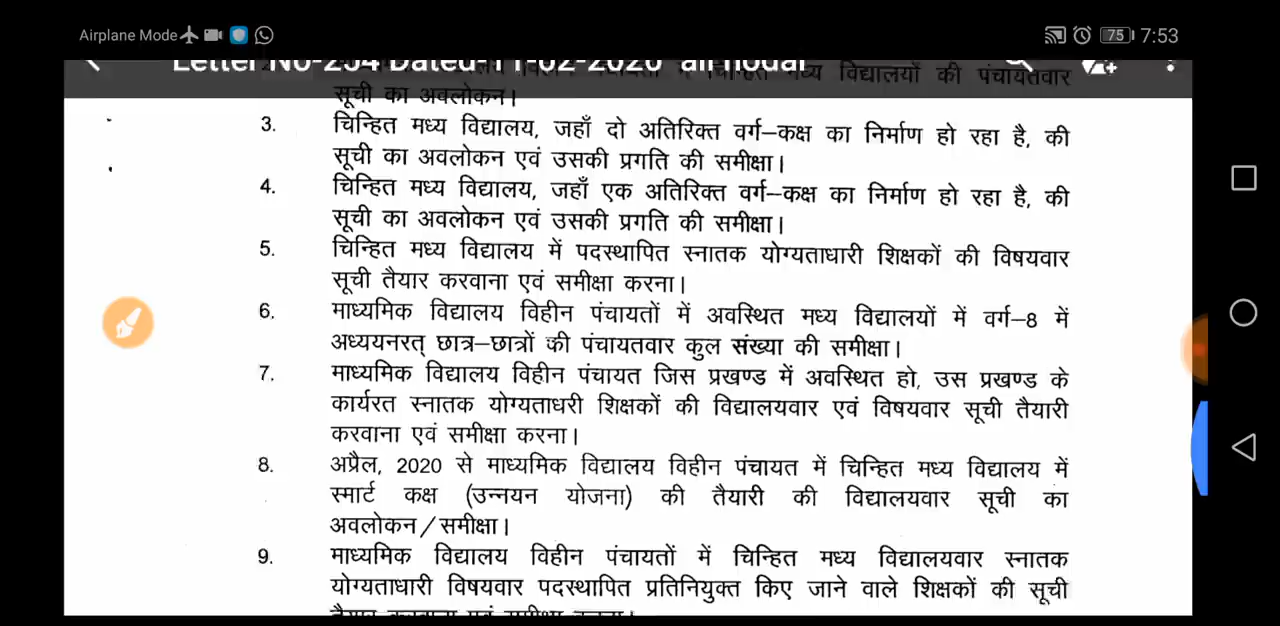 Airplane Mode 75 7:53
Letter No-254 Dated-11-02-2020 all nodal
विद्यालयों की पंचायतवार
सूची का अवलोकन।
3. चिन्हित मध्य विद्यालय, जहाँ दो अतिरिक्त वर्ग–कक्ष का निर्माण हो रहा है, की
सूची का अवलोकन एवं उसकी प्रगति की समीक्षा।
4. चिन्हित मध्य विद्यालय, जहाँ एक अतिरिक्त वर्ग–कक्ष का निर्माण हो रहा है, की
सूची का अवलोकन एवं उसकी प्रगति की समीक्षा।
5. चिन्हित मध्य विद्यालय में पदस्थापित स्नातक योग्यताधारी शिक्षकों की विषयवार
सूची तैयार करवाना एवं समीक्षा करना।
6. माध्यमिक विद्यालय विहीन पंचायतों में अवस्थित मध्य विद्यालयों में वर्ग–8 में
अध्ययनरत् छात्र–छात्रों की पंचायतवार कुल संख्या की समीक्षा।
7. माध्यमिक विद्यालय विहीन पंचायत जिस प्रखण्ड में अवस्थित हो, उस प्रखण्ड के
कार्यरत स्नातक योग्यताधरी शिक्षकों की विद्यालयवार एवं विषयवार सूची तैयारी
करवाना एवं समीक्षा करना।
8. अप्रैल, 2020 से माध्यमिक विद्यालय विहीन पंचायत में चिन्हित मध्य विद्यालय में
स्मार्ट कक्ष (उन्नयन योजना) की तैयारी की विद्यालयवार सूची का
अवलोकन/समीक्षा।
9. माध्यमिक विद्यालय विहीन पंचायतों में चिन्हित मध्य विद्यालयवार स्नातक
योग्यताधारी विषयवार पदस्थापित प्रतिनियुक्त किए जाने वाले शिक्षकों की सूची